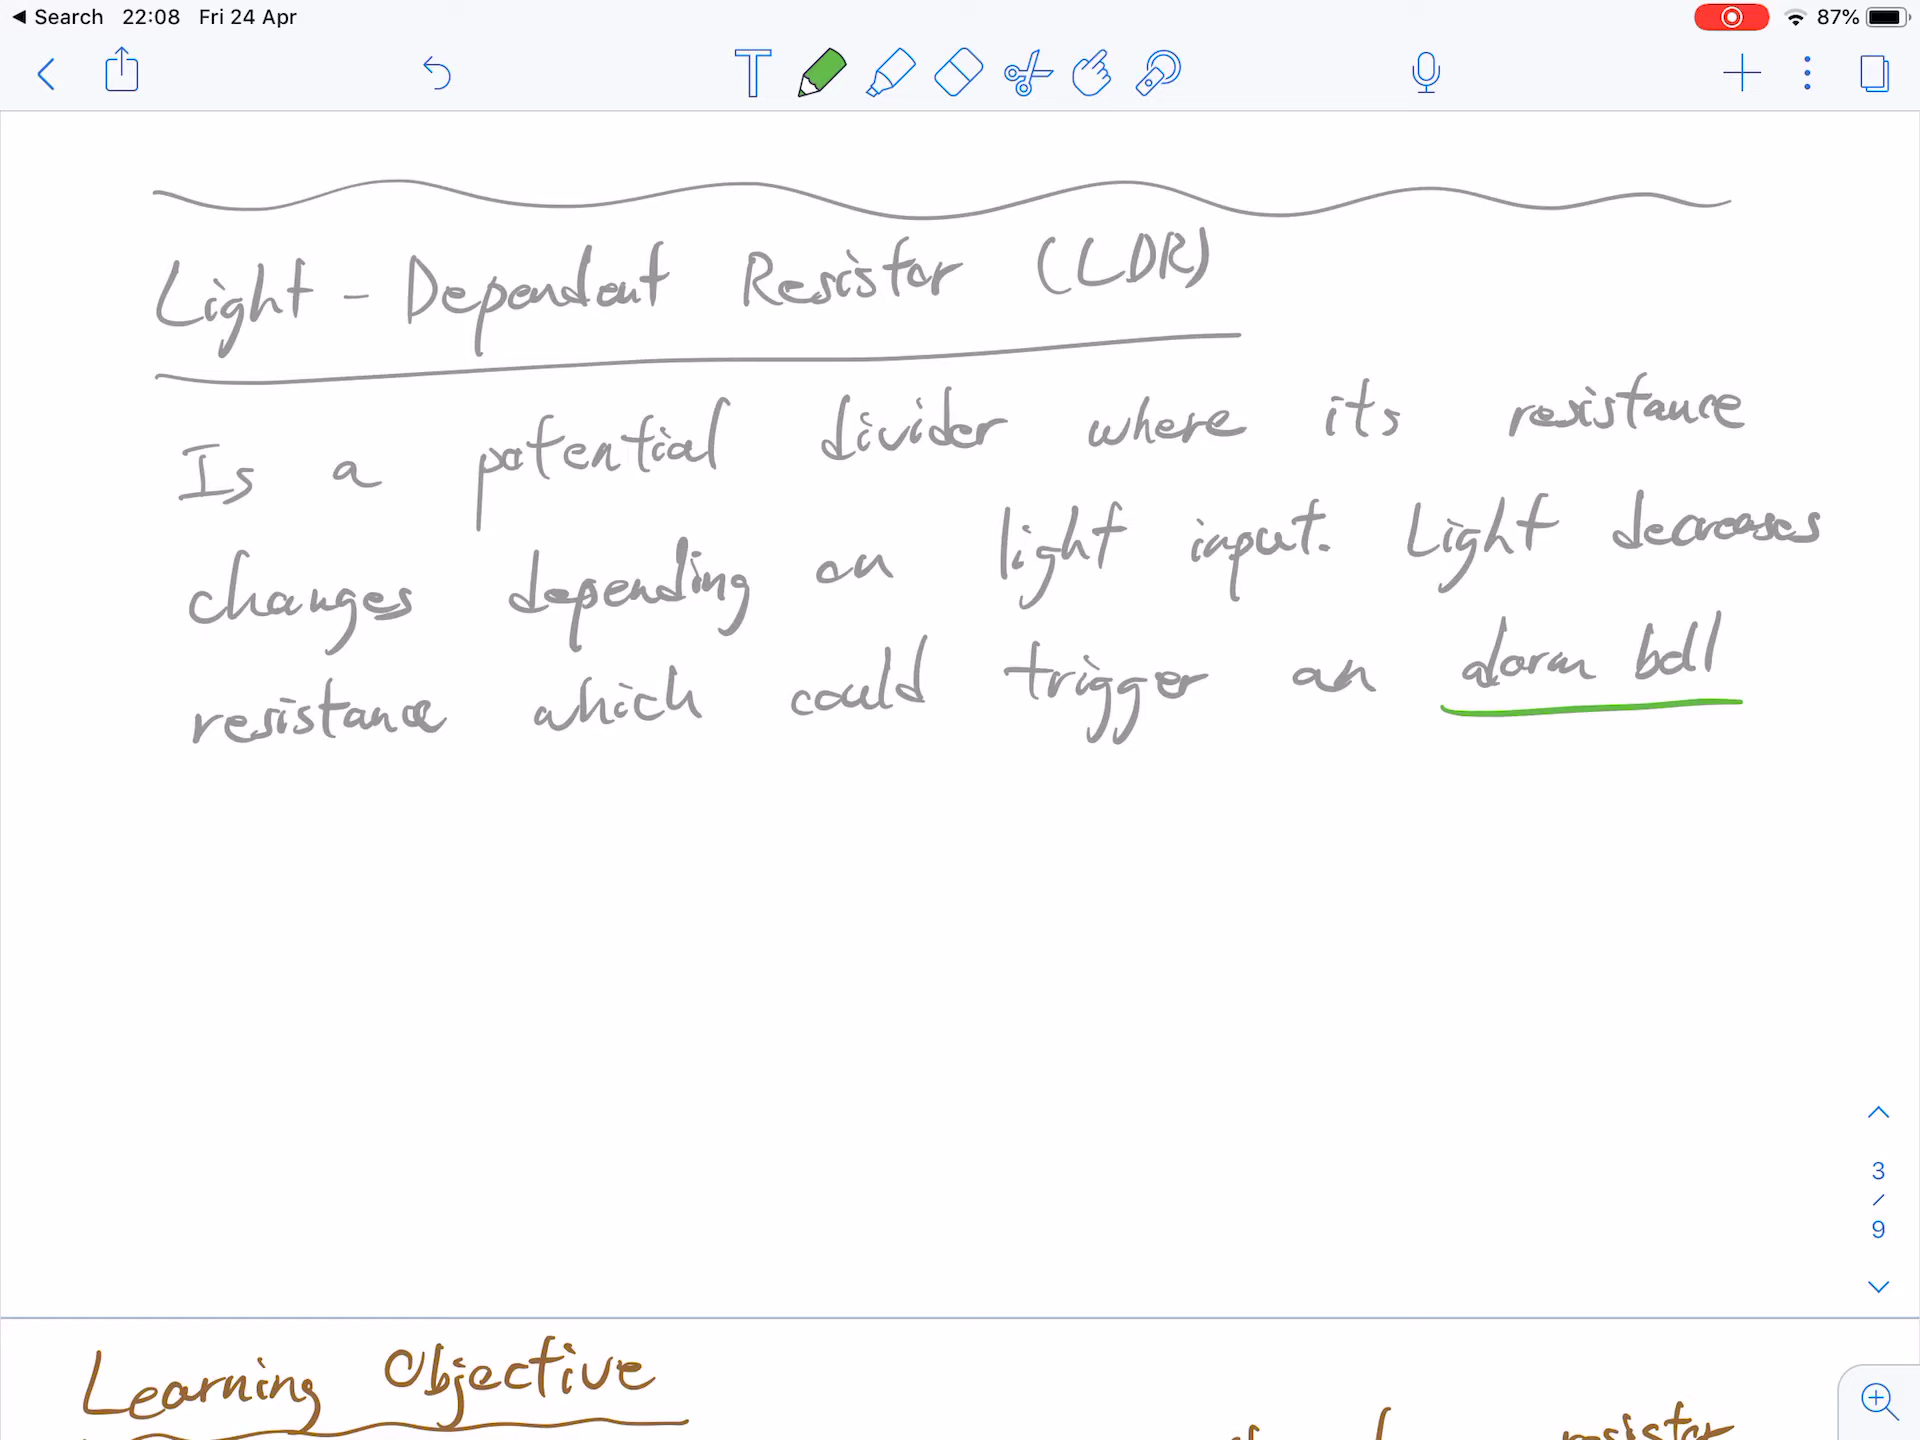 Search 22:08 Fri 24 Apr 87%
Light - Dependent Resistor (LDR)
Is a potential divider where its resistance
changes depending on light input. Light decreases
resistance which could trigger an alarm bell
3
/
9
Learning Objective
resistor